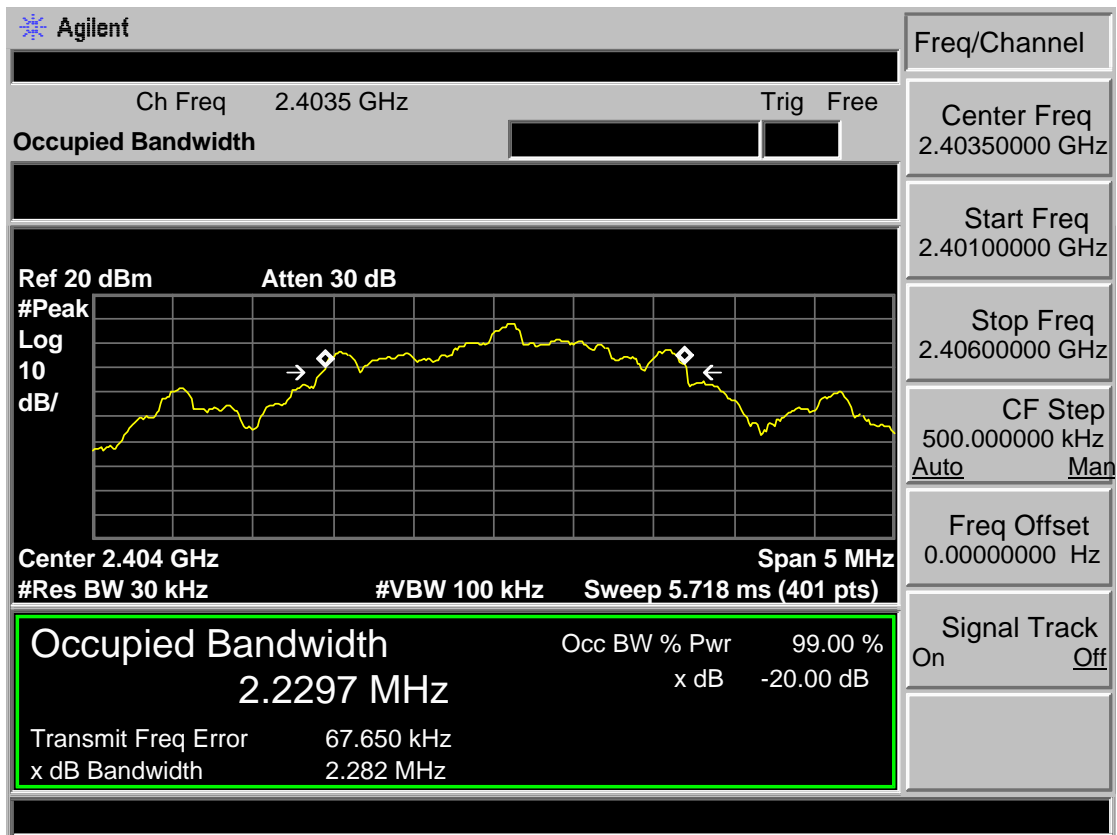 Agilent
Freq/Channel
Ch Freq 2.4035 GHz Trig Free
Occupied Bandwidth
Center Freq
2.40350000 GHz
Start Freq
2.40100000 GHz
Stop Freq
2.40600000 GHz
CF Step
500.000000 kHz
Auto Man
Freq Offset
0.00000000 Hz
Signal Track
On Off
Ref 20 dBm Atten 30 dB
#Peak
Log
10
dB/
Center 2.404 GHz Span 5 MHz
#Res BW 30 kHz #VBW 100 kHz Sweep 5.718 ms (401 pts)
Occupied Bandwidth
2.2297 MHz
Occ BW % Pwr 99.00 %
x dB -20.00 dB
Transmit Freq Error 67.650 kHz
x dB Bandwidth 2.282 MHz